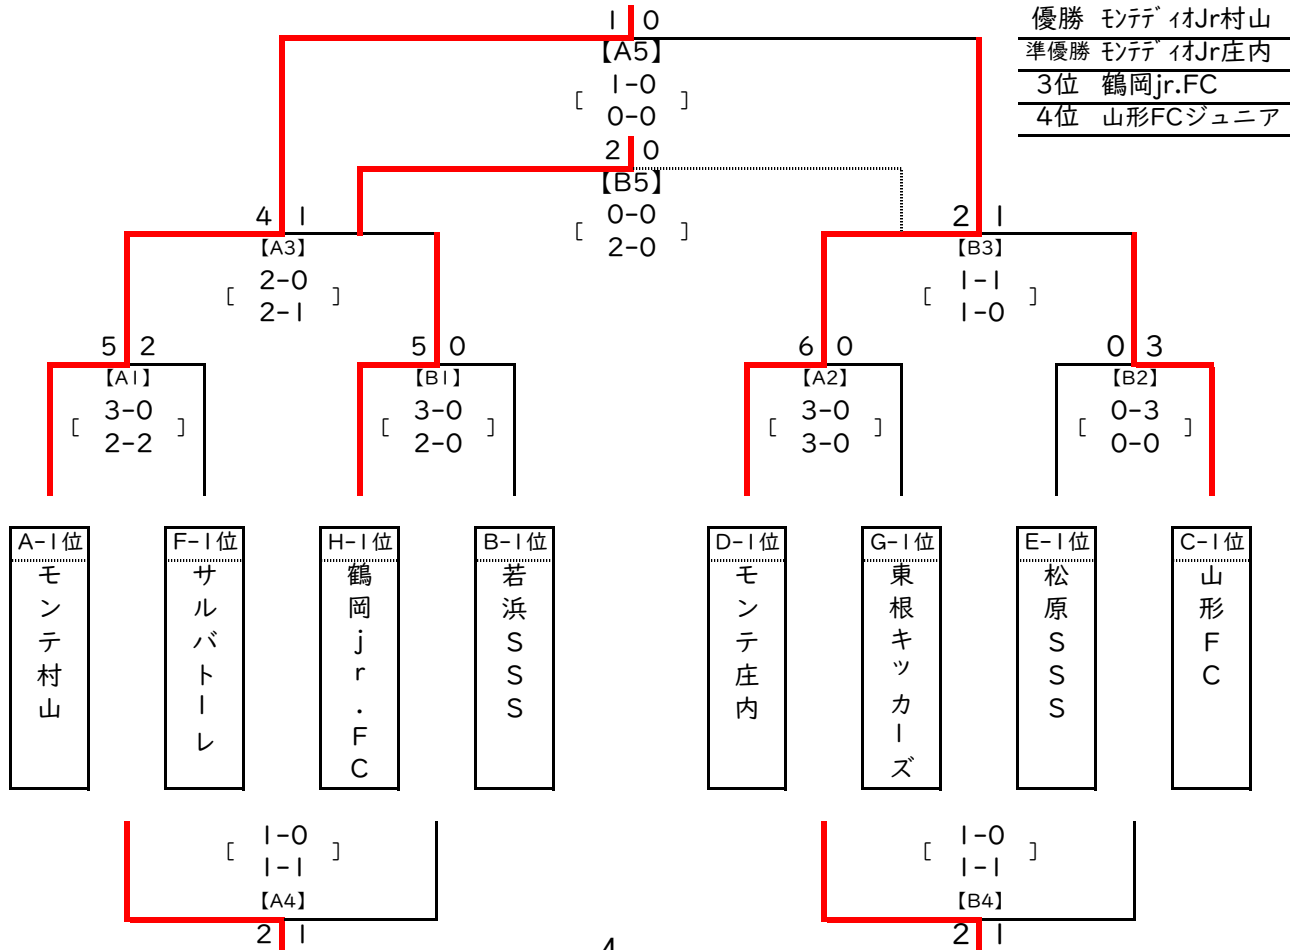 1 0
【A5】
1-0
[ ]
0-0
2 0
【B5】
0-0
[ ]
2-0
優勝 ﾓﾝﾃﾃﾞｨｵJr村山
準優勝 ﾓﾝﾃﾃﾞｨｵJr庄内
3位 鶴岡jr.FC
4位 山形FCジュニア
4 1
【A3】
2-0
[ ]
2-1
2 1
【B3】
1-1
[ ]
1-0
5 2
【A1】
3-0
[ ]
2-2
5 0
【B1】
3-0
[ ]
2-0
6 0
【A2】
3-0
[ ]
3-0
0 3
【B2】
0-3
[ ]
0-0
A-1位
モンテ村山
F-1位
サルバトーレ
H-1位
鶴岡jr.FC
B-1位
若浜SSS
D-1位
モンテ庄内
G-1位
東根キッカーズ
E-1位
松原SSS
C-1位
山形FC
1-0
[ ]
1-1
【A4】
2 1
1-0
[ ]
1-1
【B4】
2 1
4